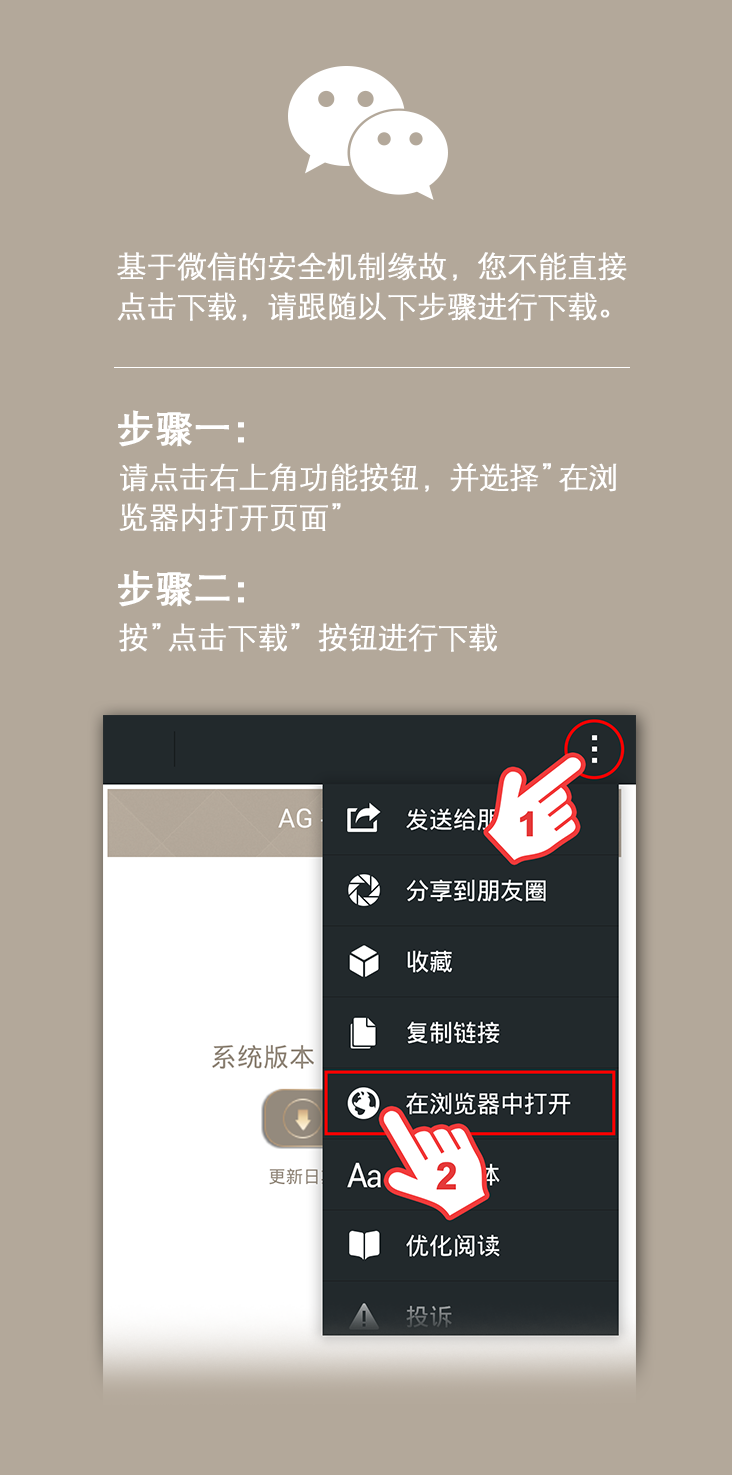 基于微信的安全机制缘故，您不能直接
点击下载，请跟随以下步骤进行下载。
步骤一：
请点击右上角功能按钮，并选择”在浏
览器内打开页面”
步骤二：
按”点击下载”按钮进行下载
AG
发送给朋
1
分享到朋友圈
收藏
复制链接
系统版本
在浏览器中打开
更新日
Aa
体
2
优化阅读
投诉